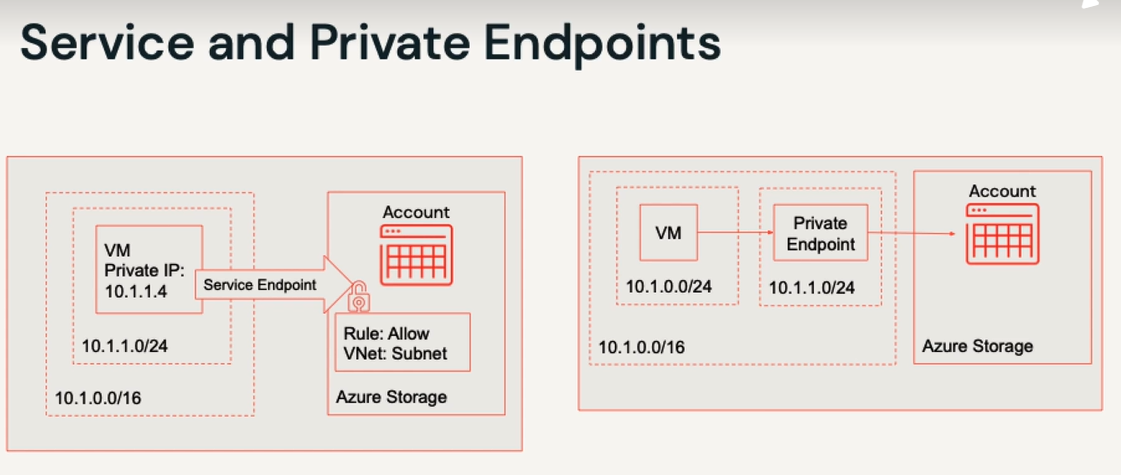 Service and Private Endpoints
VM
Private IP:
10.1.1.4
10.1.1.0/24
10.1.0.0/16
Service Endpoint
Account
Rule: Allow
VNet: Subnet
Azure Storage
VM
10.1.0.0/24
Private
Endpoint
10.1.1.0/24
10.1.0.0/16
Account
Azure Storage